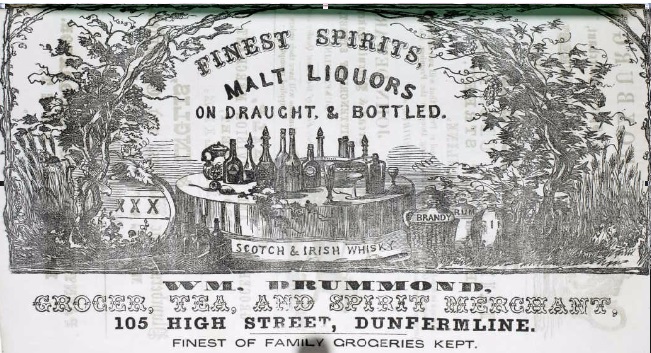 FINEST SPIRITS,
MALT LIQUORS
ON DRAUGHT, & BOTTLED.
XXX
BRANDY
RUM
SCOTCH & IRISH WHISKY
WM. DRUMMOND,
GROCER, TEA, AND SPIRIT MERCHANT,
105 HIGH STREET, DUNFERMLINE.
FINEST OF FAMILY GROCERIES KEPT.